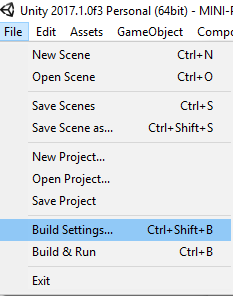 Unity 2017.1.0f3 Personal (64bit) - MINI-
File Edit Assets GameObject Compo
New Scene Ctrl+N
Open Scene Ctrl+O
Save Scenes Ctrl+S
Save Scene as... Ctrl+Shift+S
New Project...
Open Project...
Save Project
Build Settings... Ctrl+Shift+B
Build & Run Ctrl+B
Exit